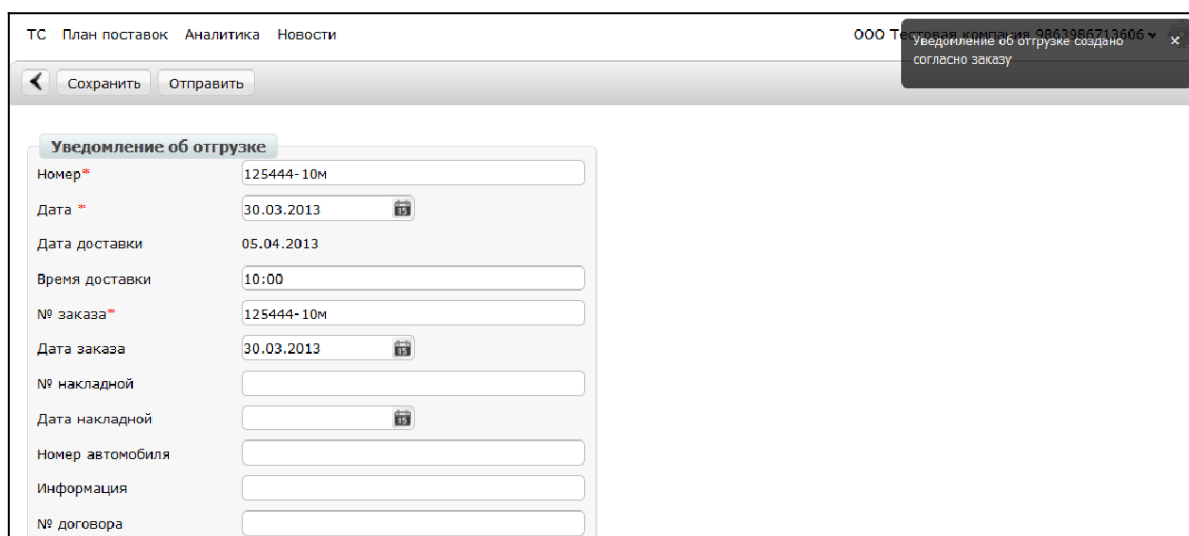 ТС План поставок Аналитика Новости
ООО Тестовая компания 9863986713606
Уведомление об отгрузке создано
согласно заказу
Сохранить Отправить
Уведомление об отгрузке
Номер* 125444-10м
Дата * 30.03.2013
Дата доставки 05.04.2013
Время доставки 10:00
№ заказа* 125444-10м
Дата заказа 30.03.2013
№ накладной
Дата накладной
Номер автомобиля
Информация
№ договора